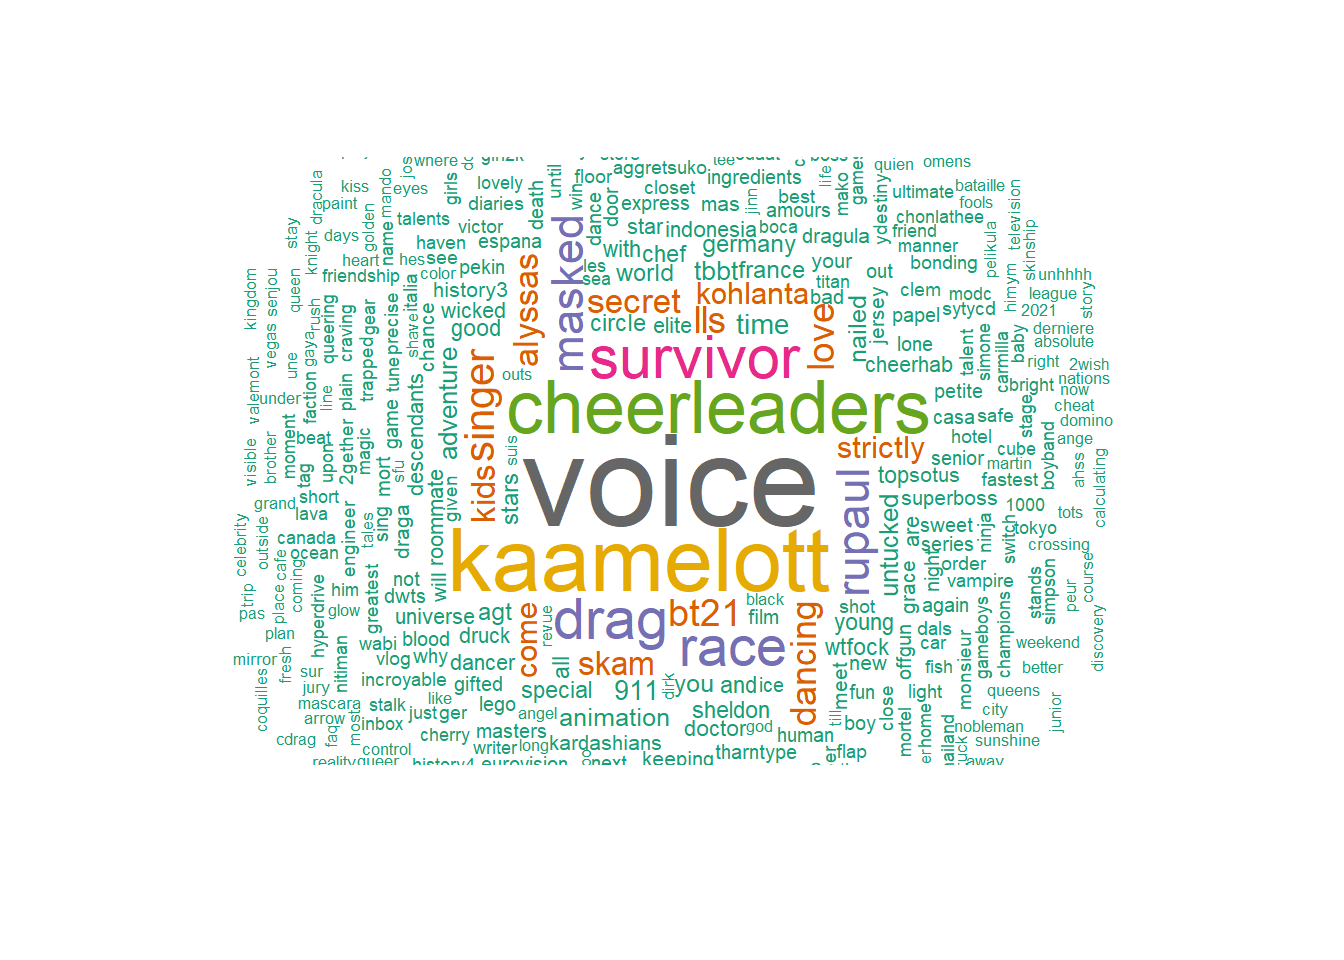 where
aggretsuko
quien
omens
kiss
eyes
girls
lovely
until
win
floor
closet
ingredients
life
mako
games
ultimate
bataille
dracula
paint
mando
diaries
death
dance
door
express
mas
jinn
best
amours
ydestiny
fools
television
stay
knight
days
golden
name
talents
victor
star
indonesia
boca
chonlathee
friend
pelikula
skinship
heart
hes
haven
see
espana
masked
with
chef
germany
dragula
manner
bonding
himym
unhhhh
kingdom
senjou
queen
friendship
color
pekin
alyssas
les
sea
world
tbbt
france
your
titan
out
clem
modc
league
story
vegas
rush
queering
craving
gear
precise
italia
history3
wicked
secret
kohlanta
bad
nailed
jersey
papel
sytycd
2021
gaya
trapped
tune
shave
chance
good
circle
elite
lls
time
love
lone
talent
simone
carmilla
baby
derniere
absolute
une
valemont
under
line
faction
plain
game
descendants
adventure
singer
outs
survivor
cheerhab
right
2wish
bright
now
nations
cheat
visible
brother
moment
beat
upon
2gether
magic
sfu
cheerleaders
petite
casa
safe
stage
domino
tag
mort
kids
suis
stars
strictly
hotel
cube
boyband
ange
grand
short
lava
sing
given
voice
topsotus
senior
martin
fastest
ahss
calculating
celebrity
outside
canada
ocean
engineer
tales
draga
roommate
rupaul
untucked
superboss
1000
tots
are
sweet
series
ninja
switch
tokyo
crossing
trip
place
cafe
coming
hyperdrive
him
greatest
not
will
kaamelott
grace
night
order
vampire
stands
simpson
peur
course
pas
glow
dwts
universe
agt
come
revue
drag
bt21
black
film
dancing
shot
young
again
dals
champions
gameboys
plan
wabi
blood
druck
race
wtfock
offgun
car
monsieur
weekend
discovery
mirror
fresh
sur
nitiman
vlog
why
dancer
all
skam
meet
new
fish
better
coquilles
jury
incroyable
gifted
special
911
dirk
you
and
ice
fun
light
queens
junior
mascara
arrow
most
stalk
like
lego
angel
animation
sheldon
till
close
mortel
home
city
nobleman
cdrag
faq
inbox
just
ger
cherry
masters
doctor
god
human
boy
sunshine
control
writer
long
kardashians
tharntype
flap
reality
queer
history4
eurovision
next
keeping
away